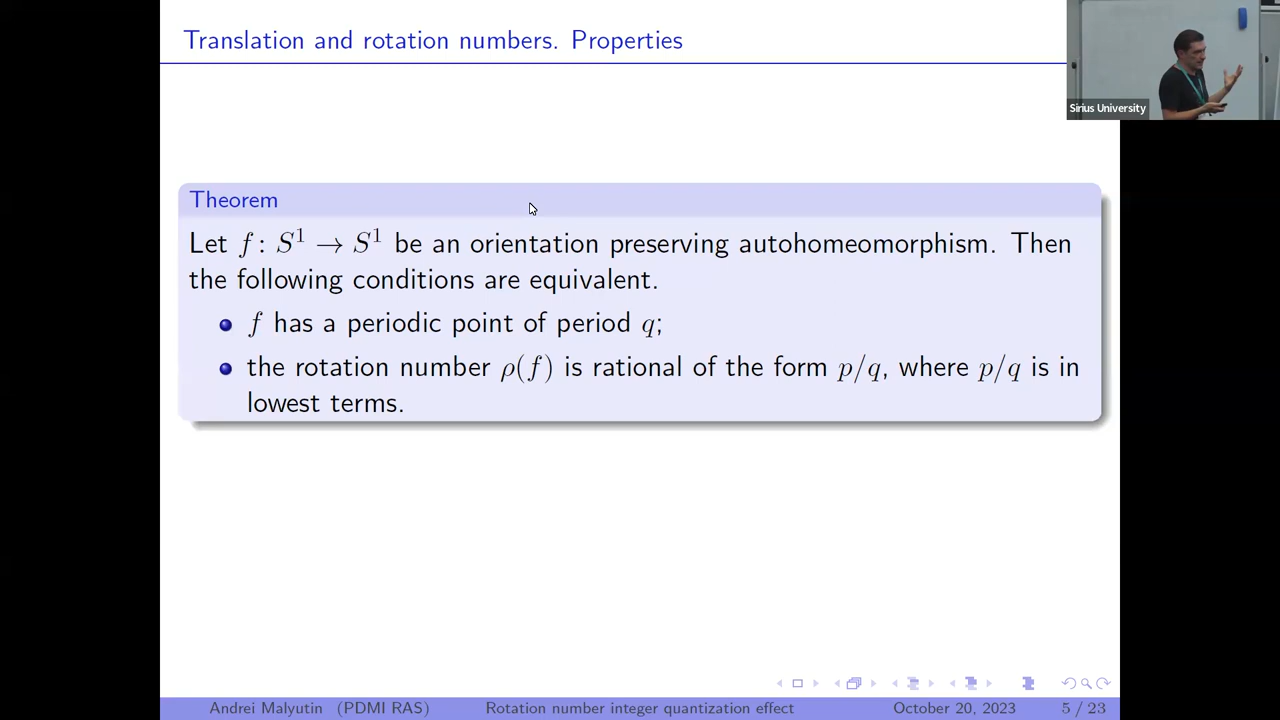 Translation and rotation numbers. Properties
Sirius University
Theorem
Let f : S¹ → S¹ be an orientation preserving autohomeomorphism. Then
the following conditions are equivalent.
f has a periodic point of period q;
the rotation number ρ(f) is rational of the form p/q, where p/q is in
lowest terms.
Andrei Malyutin (PDMI RAS) Rotation number integer quantization effect October 20, 2023 5 / 23